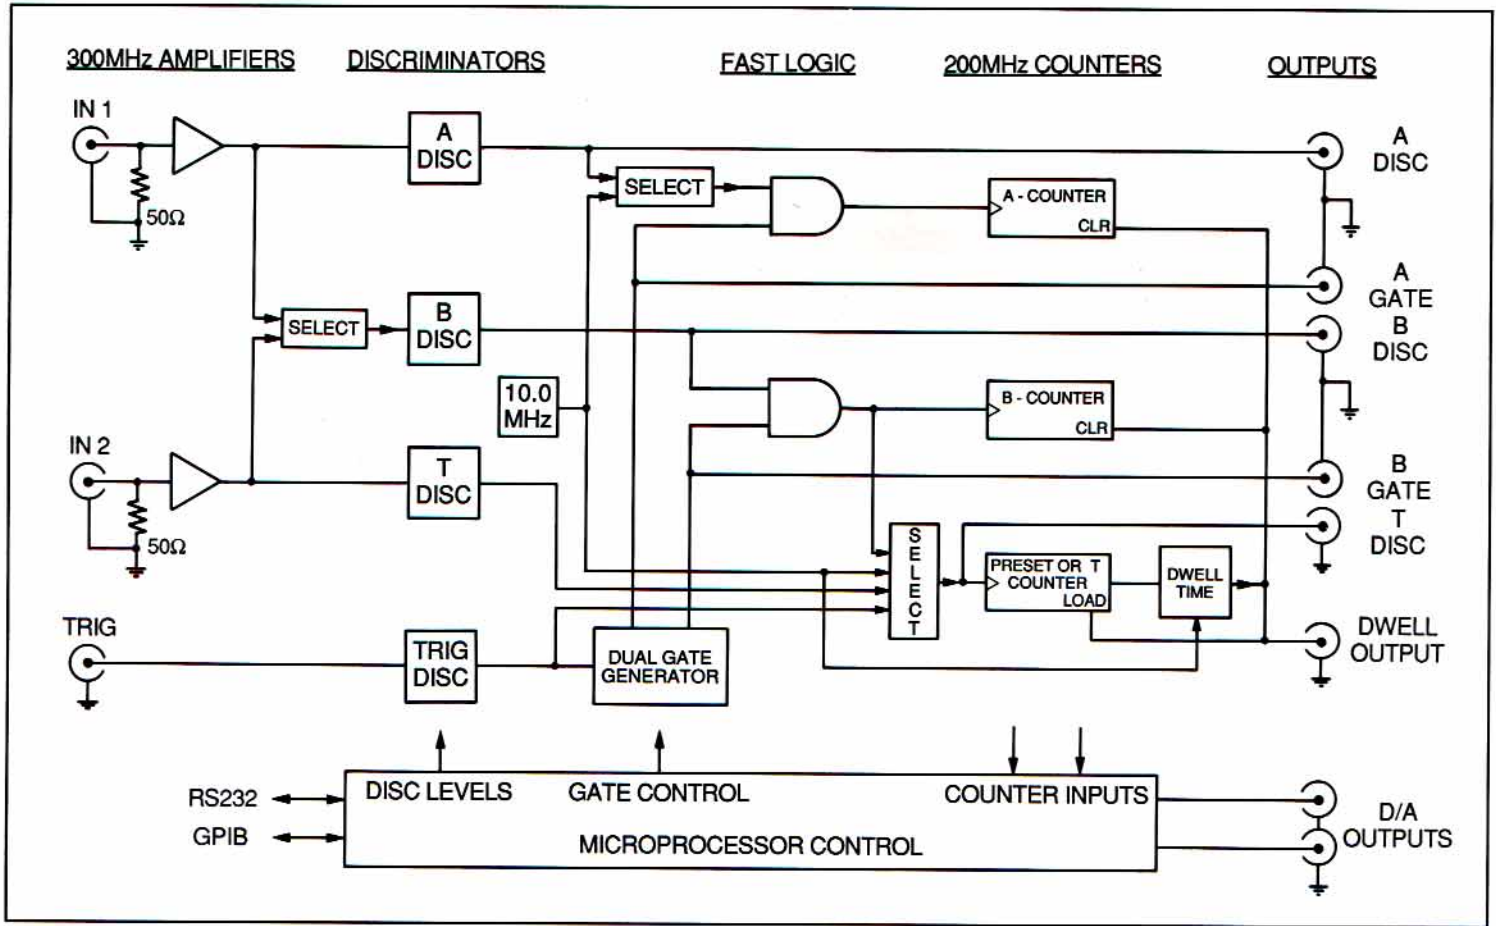 300MHz AMPLIFIERS
DISCRIMINATORS
FAST LOGIC
200MHz COUNTERS
OUTPUTS
IN 1
50Ω
A
DISC
SELECT
A - COUNTER
CLR
A
DISC
A
GATE
SELECT
B
DISC
B
DISC
10.0
MHz
B - COUNTER
CLR
IN 2
50Ω
T
DISC
B
GATE
T
DISC
SELECT
PRESET OR T
COUNTER
LOAD
DWELL
TIME
TRIG
TRIG
DISC
DUAL GATE
GENERATOR
DWELL
OUTPUT
RS232
GPIB
DISC LEVELS
GATE CONTROL
COUNTER INPUTS
MICROPROCESSOR CONTROL
D/A
OUTPUTS